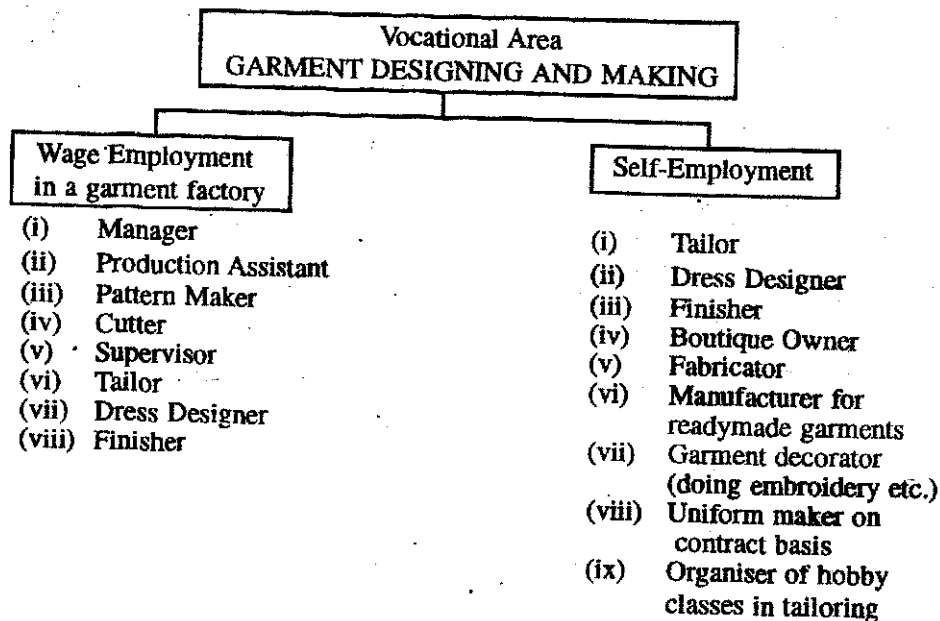 Vocational Area
GARMENT DESIGNING AND MAKING
Wage Employment
in a garment factory
(i) Manager
(ii) Production Assistant
(iii) Pattern Maker
(iv) Cutter
(v) Supervisor
(vi) Tailor
(vii) Dress Designer
(viii) Finisher
Self-Employment
(i) Tailor
(ii) Dress Designer
(iii) Finisher
(iv) Boutique Owner
(v) Fabricator
(vi) Manufacturer for
readymade garments
(vii) Garment decorator
(doing embroidery etc.)
(viii) Uniform maker on
contract basis
(ix) Organiser of hobby
classes in tailoring